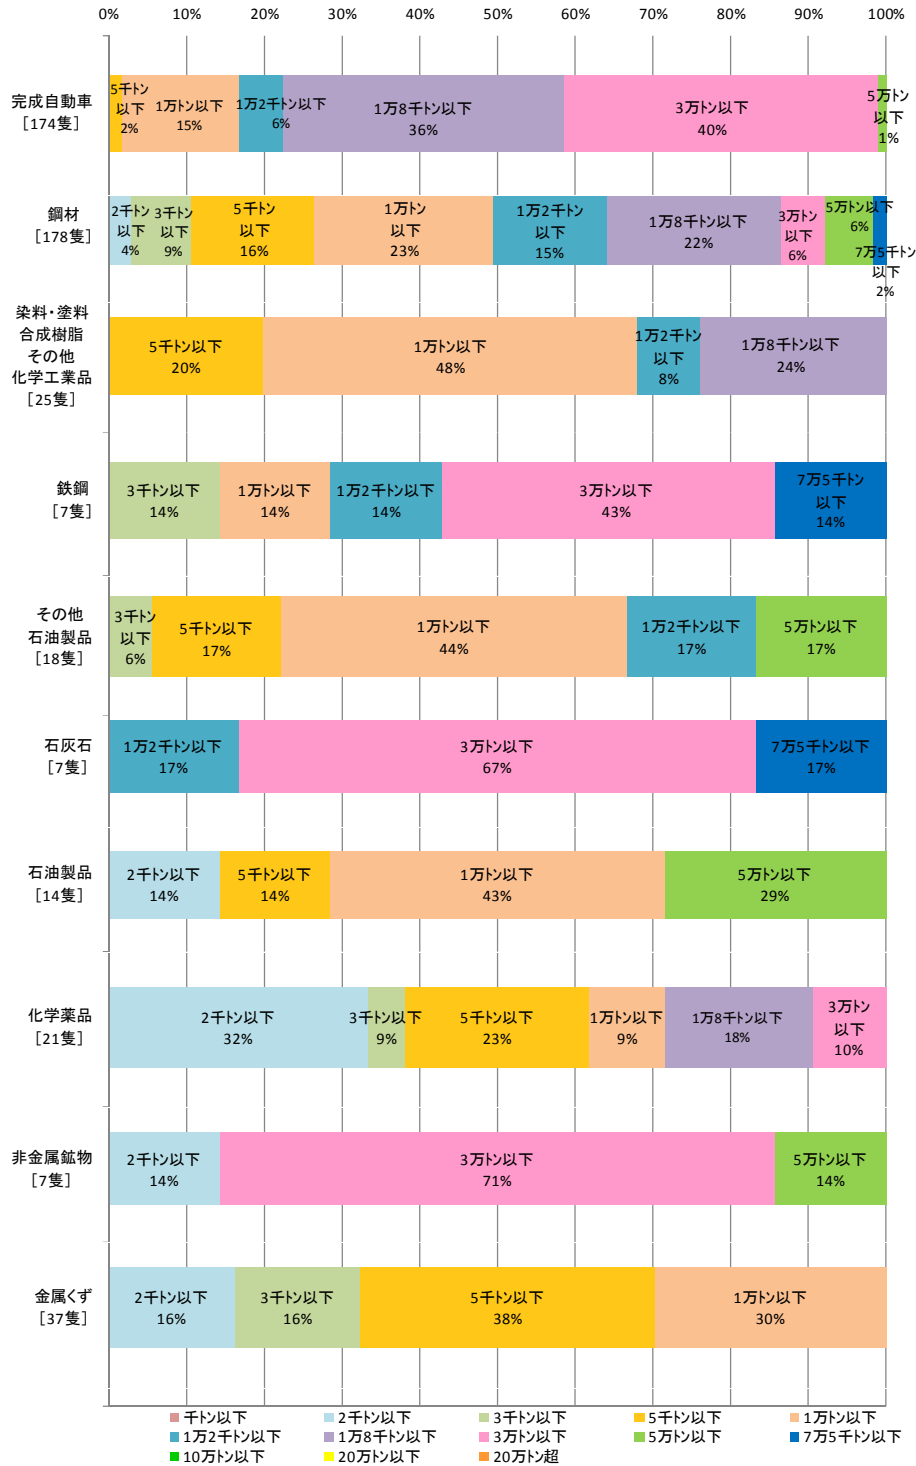 0% 10% 20% 30% 40% 50% 60% 70% 80% 90% 100%
完成自動車
[174隻]
5千トン
以下
2%
1万トン以下
15%
1万2千トン以下
6%
1万8千トン以下
36%
3万トン以下
40%
5万トン
以下
1%
鋼材
[178隻]
2千トン
以下
4%
3千トン
以下
9%
5千トン
以下
16%
1万トン
以下
23%
1万2千トン
以下
15%
1万8千トン以下
22%
3万トン
以下
6%
5万トン以下
6%
7万5千トン
以下
2%
染料・塗料
合成樹脂
その他
化学工業品
[25隻]
5千トン以下
20%
1万トン以下
48%
1万2千トン
以下
8%
1万8千トン以下
24%
鉄鋼
[7隻]
3千トン以下
14%
1万トン以下
14%
1万2千トン以下
14%
3万トン以下
43%
7万5千トン
以下
14%
その他
石油製品
[18隻]
3千トン
以下
6%
5千トン以下
17%
1万トン以下
44%
1万2千トン以下
17%
5万トン以下
17%
石灰石
[7隻]
1万2千トン以下
17%
3万トン以下
67%
7万5千トン以下
17%
石油製品
[14隻]
2千トン以下
14%
5千トン以下
14%
1万トン以下
43%
5万トン以下
29%
化学薬品
[21隻]
2千トン以下
32%
3千トン以下
9%
5千トン以下
23%
1万トン以下
9%
1万8千トン以下
18%
3万トン
以下
10%
非金属鉱物
[7隻]
2千トン以下
14%
3万トン以下
71%
5万トン以下
14%
金属くず
[37隻]
2千トン以下
16%
3千トン以下
16%
5千トン以下
38%
1万トン以下
30%
千トン以下 2千トン以下 3千トン以下 5千トン以下 1万トン以下
1万2千トン以下 1万8千トン以下 3万トン以下 5万トン以下 7万5千トン以下
10万トン以下 20万トン以下 20万トン超